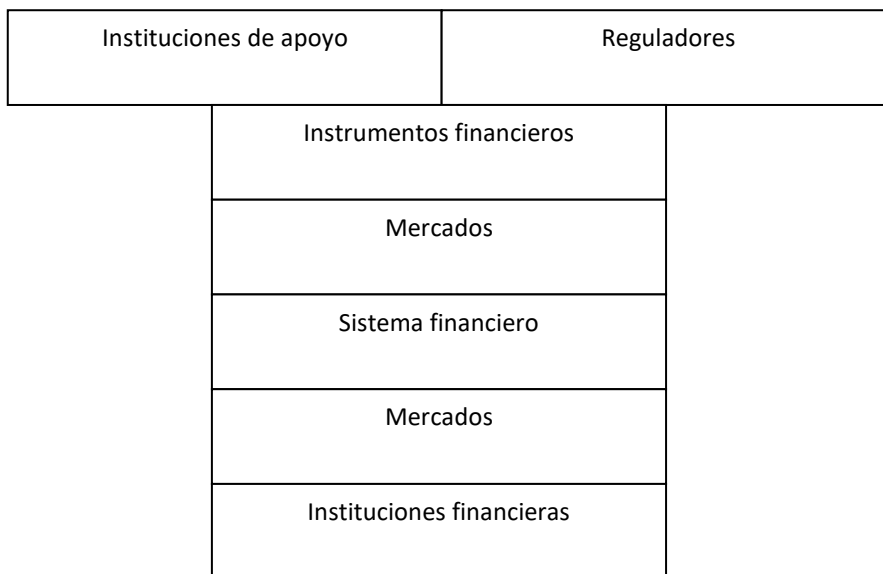 Instituciones de apoyo
Reguladores
Instrumentos financieros
Mercados
Sistema financiero
Mercados
Instituciones financieras